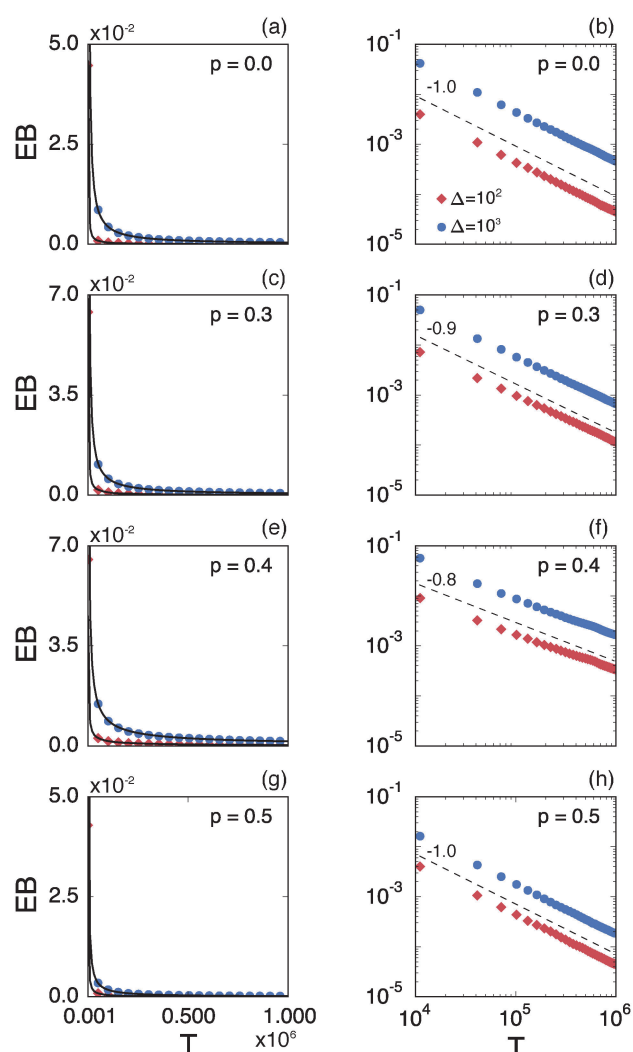 (a) (b)
x10⁻²
5.0
2.5
0.0
EB
p = 0.0
10⁻¹
10⁻³
10⁻⁵
-1.0
p = 0.0
Δ=10²
Δ=10³
(c) (d)
x10⁻²
7.0
3.5
0.0
EB
p = 0.3
10⁻¹
10⁻³
10⁻⁵
-0.9
p = 0.3
(e) (f)
x10⁻²
7.0
3.5
0.0
EB
p = 0.4
10⁻¹
10⁻³
10⁻⁵
-0.8
p = 0.4
(g) (h)
x10⁻²
5.0
2.5
0.0
EB
p = 0.5
0.001 0.500 1.000
T x10⁶
10⁻¹
10⁻³
10⁻⁵
-1.0
p = 0.5
10⁴ 10⁵ 10⁶
T